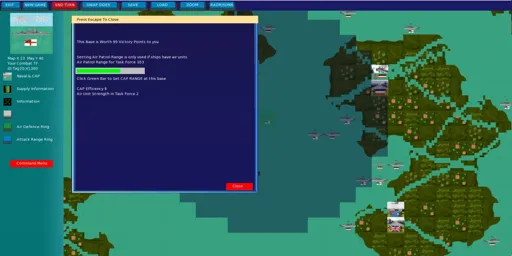 EXIT
NEW GAME
END TURN
SAVE
LOAD
ZOOM
Press Escape To Close
This Base is Worth 80 Victory Points to you
Setting Air Patrol Range is only used if ships have air units
Air Patrol Range for Task Force
Click Green Bar to Set CAP RANGE at this base
CAP Efficiency
Air Unit Strength in Task Force
Close
Naval & CAP
Supply Information
Information
Air Defence Ring
Attack Range Ring
Command Menu